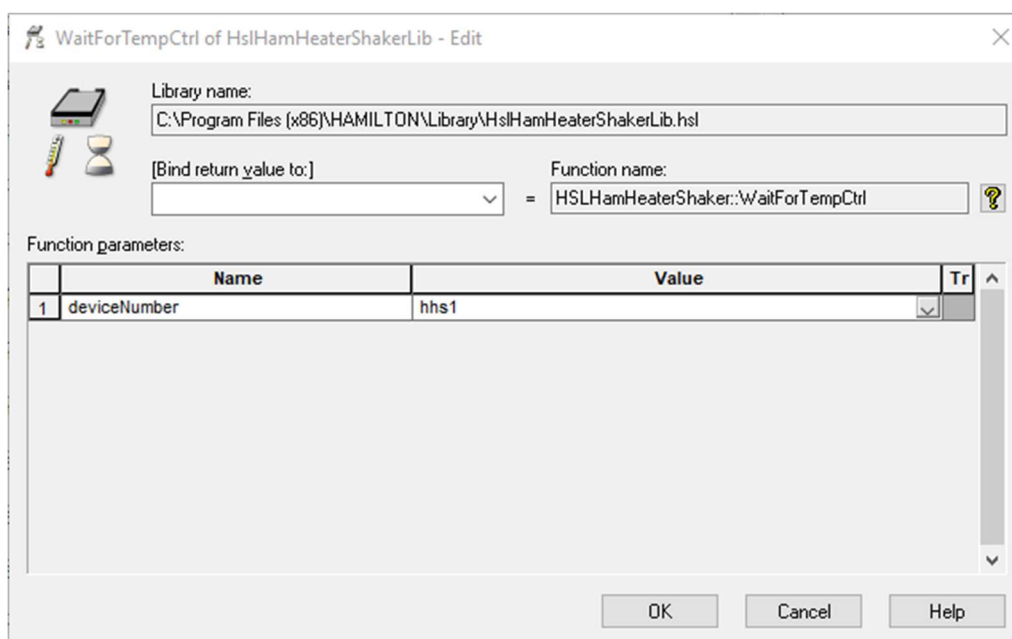 WaitForTempCtrl of HslHamHeaterShakerLib - Edit
Library name:
C:\Program Files (x86)\HAMILTON\Library\HslHamHeaterShakerLib.hsl
[Bind return value to:]
Function name:
= HSLHamHeaterShaker::WaitForTempCtrl
Function parameters:
Name Value Tr
1 deviceNumber hhs1
OK Cancel Help